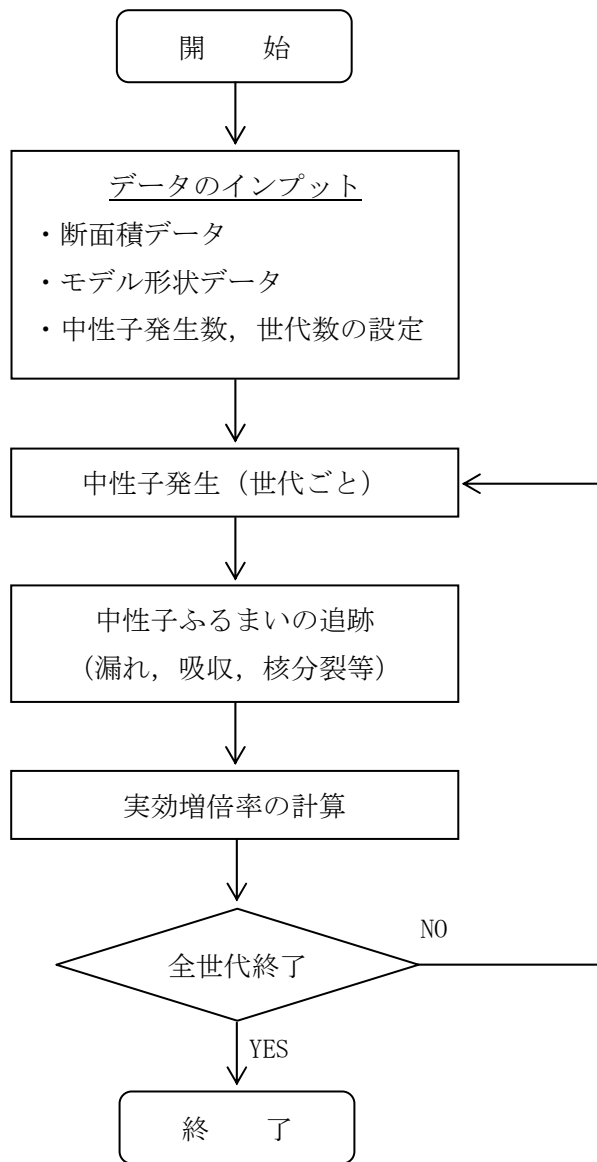 開　　始
データのインプット
・断面積データ
・モデル形状データ
・中性子発生数，世代数の設定
中性子発生（世代ごと）
中性子ふるまいの追跡
（漏れ，吸収，核分裂等）
実効増倍率の計算
全世代終了
NO
YES
終　　了